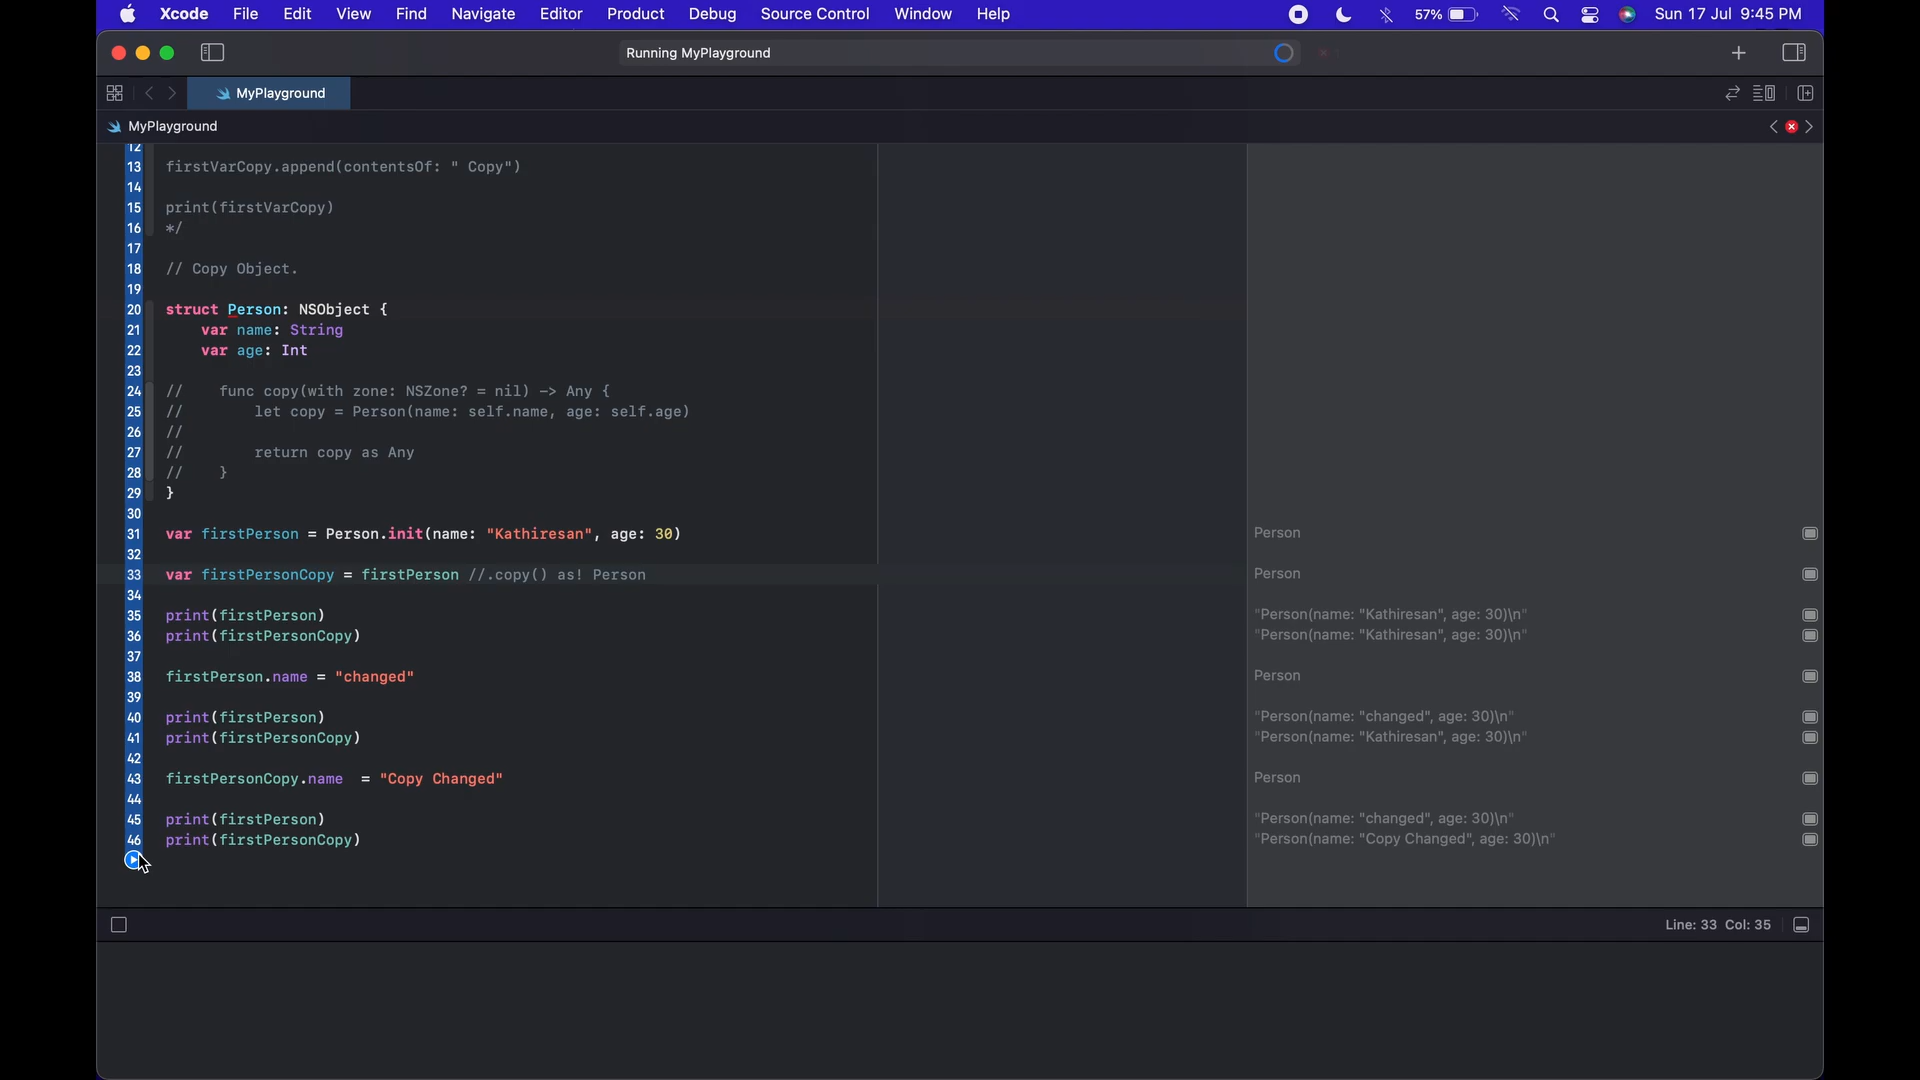 Xcode File Edit View Find Navigate Editor Product Debug Source Control Window Help 57% Sun 17 Jul 9:45 PM
Running MyPlayground
MyPlayground
MyPlayground
12
13 firstVarCopy.append(contentsOf: " Copy")
14
15 print(firstVarCopy)
16 */
17
18 // Copy Object.
19
20 struct Person: NSObject {
21 var name: String
22 var age: Int
23
24 // func copy(with zone: NSZone? = nil) -> Any {
25 // let copy = Person(name: self.name, age: self.age)
26 //
27 // return copy as Any
28 // }
29 }
30
31 var firstPerson = Person.init(name: "Kathiresan", age: 30) Person
32
33 var firstPersonCopy = firstPerson //.copy() as! Person Person
34
35 print(firstPerson) "Person(name: "Kathiresan", age: 30)\n"
36 print(firstPersonCopy) "Person(name: "Kathiresan", age: 30)\n"
37
38 firstPerson.name = "changed" Person
39
40 print(firstPerson) "Person(name: "changed", age: 30)\n"
41 print(firstPersonCopy) "Person(name: "Kathiresan", age: 30)\n"
42
43 firstPersonCopy.name  = "Copy Changed" Person
44
45 print(firstPerson) "Person(name: "changed", age: 30)\n"
46 print(firstPersonCopy) "Person(name: "Copy Changed", age: 30)\n"
Line: 33 Col: 35